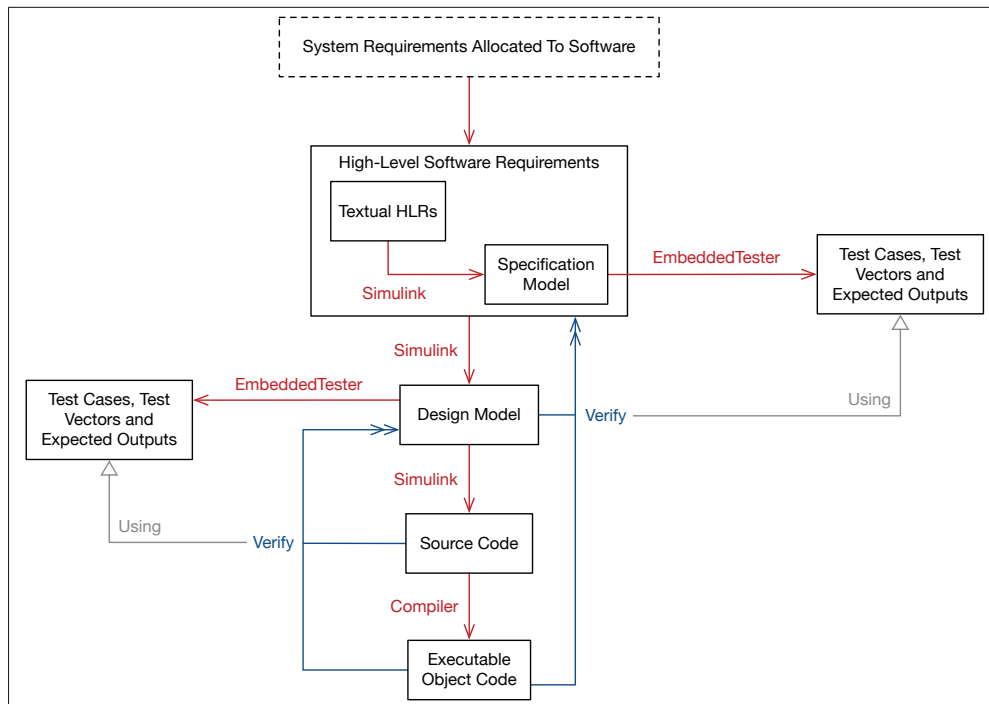 System Requirements Allocated To Software
High-Level Software Requirements
Textual HLRs
Simulink
Specification
Model
EmbeddedTester
Test Cases, Test
Vectors and
Expected Outputs
Simulink
EmbeddedTester
Test Cases, Test
Vectors and
Expected Outputs
Design Model
Verify
Using
Simulink
Using
Verify
Source Code
Compiler
Executable
Object Code